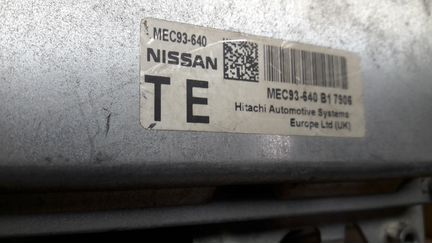 MEC93-640
NISSAN
TE
MEC93-640 B1 7506
Hitachi Automotive Systems
Europe Ltd (UK)